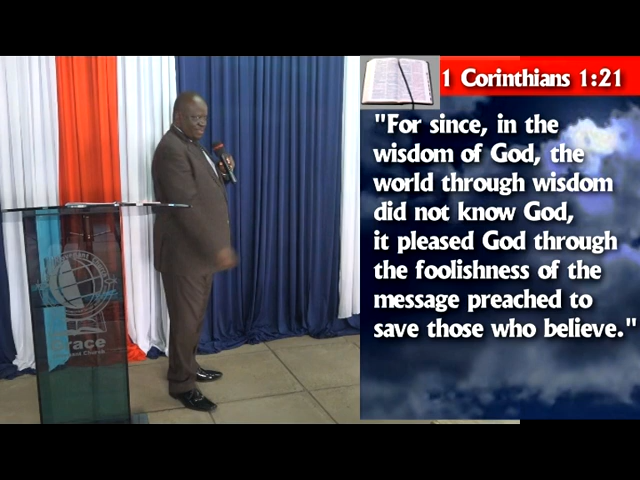 1 Corinthians 1:21
"For since, in the
wisdom of God, the
world through wisdom
did not know God,
it pleased God through
the foolishness of the
message preached to
save those who believe."
Grace
Church